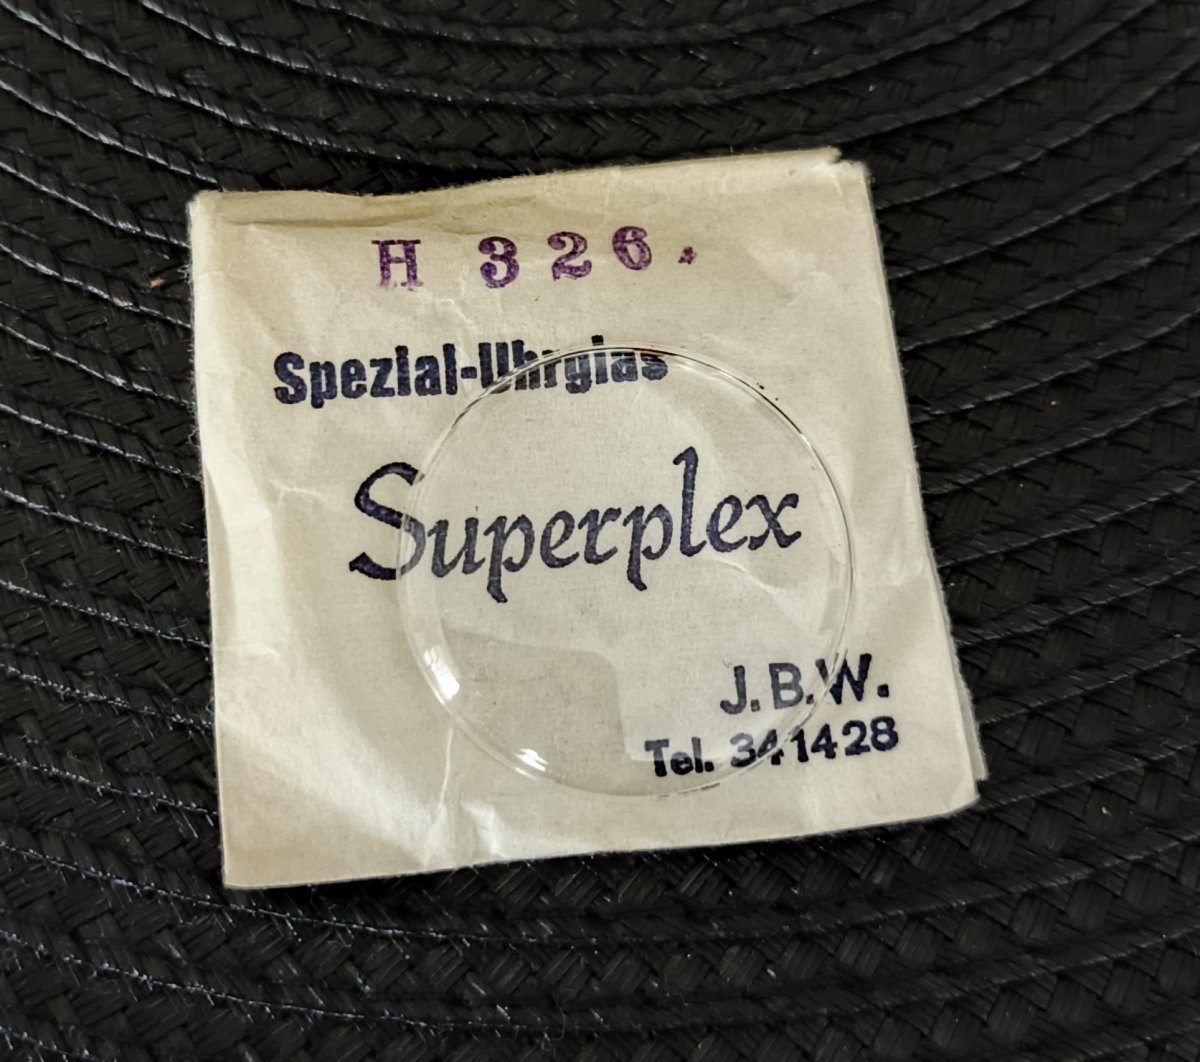 H 326.
Spezial-Uhrglas
Superplex
J.B.W.
Tel. 341428